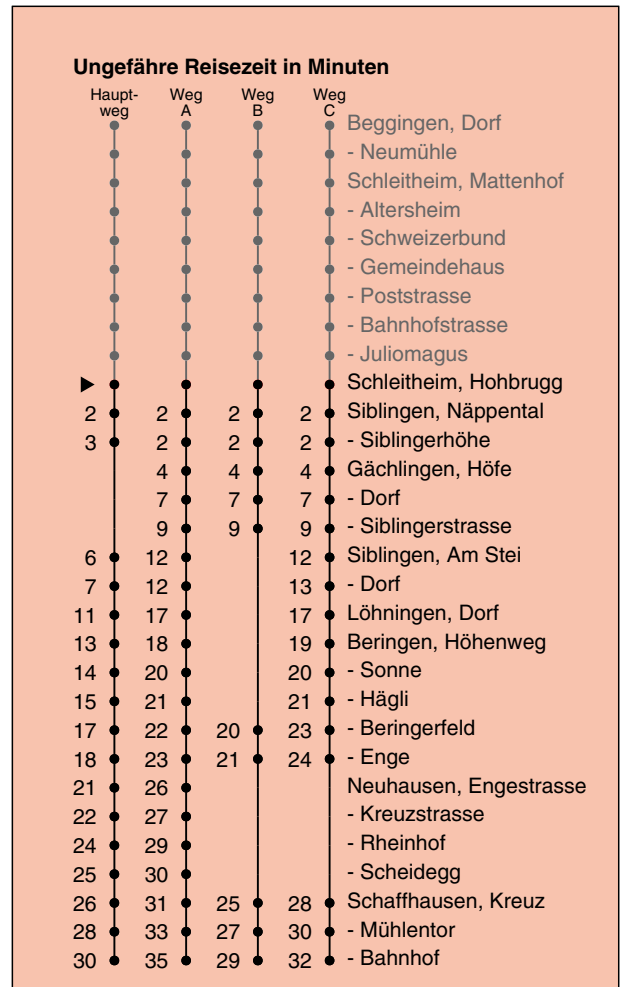 Ungefähre Reisezeit in Minuten
Haupt- Weg Weg Weg
weg A B C
Beggingen, Dorf
- Neumühle
Schleitheim, Mattenhof
- Altersheim
- Schweizerbund
- Gemeindehaus
- Poststrasse
- Bahnhofstrasse
- Juliomagus
Schleitheim, Hohbrugg
2 2 2 2 Siblingen, Näppental
3 2 2 2 - Siblingerhöhe
4 4 4 Gächlingen, Höfe
7 7 7 - Dorf
9 9 9 - Siblingerstrasse
6 12 12 Siblingen, Am Stei
7 12 13 - Dorf
11 17 17 Löhningen, Dorf
13 18 19 Beringen, Höhenweg
14 20 20 - Sonne
15 21 21 - Hägli
17 22 20 23 - Beringerfeld
18 23 21 24 - Enge
21 26 Neuhausen, Engestrasse
22 27 - Kreuzstrasse
24 29 - Rheinhof
25 30 - Scheidegg
26 31 25 28 Schaffhausen, Kreuz
28 33 27 30 - Mühlentor
30 35 29 32 - Bahnhof